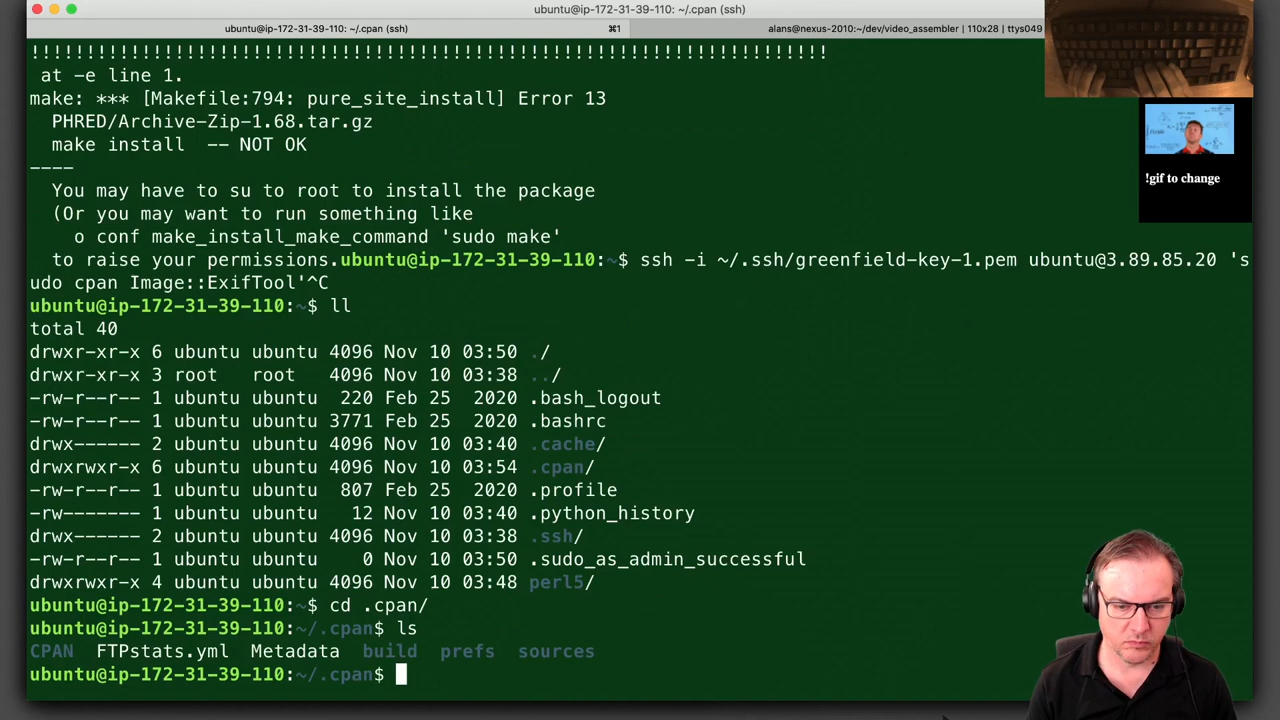 ubuntu@ip-172-31-39-110: ~/.cpan (ssh)
ubuntu@ip-172-31-39-110: ~/.cpan (ssh) ⌘1 alans@nexus-2010:~/dev/video_assembler | 110x28 | ttys049
!!!!!!!!!!!!!!!!!!!!!!!!!!!!!!!!!!!!!!!!!!!!!!!!!!!!!!!!!!!!!!!!!!!!!!!!
 at -e line 1.
make: *** [Makefile:794: pure_site_install] Error 13
  PHRED/Archive-Zip-1.68.tar.gz
  make install  -- NOT OK
----
  You may have to su to root to install the package
  (Or you may want to run something like
    o conf make_install_make_command 'sudo make'
  to raise your permissions.ubuntu@ip-172-31-39-110:~$ ssh -i ~/.ssh/greenfield-key-1.pem ubuntu@3.89.85.20 's
udo cpan Image::ExifTool'^C
ubuntu@ip-172-31-39-110:~$ ll
total 40
drwxr-xr-x 6 ubuntu ubuntu 4096 Nov 10 03:50 ./
drwxr-xr-x 3 root   root   4096 Nov 10 03:38 ../
-rw-r--r-- 1 ubuntu ubuntu  220 Feb 25  2020 .bash_logout
-rw-r--r-- 1 ubuntu ubuntu 3771 Feb 25  2020 .bashrc
drwx------ 2 ubuntu ubuntu 4096 Nov 10 03:40 .cache/
drwxrwxr-x 6 ubuntu ubuntu 4096 Nov 10 03:54 .cpan/
-rw-r--r-- 1 ubuntu ubuntu  807 Feb 25  2020 .profile
-rw------- 1 ubuntu ubuntu   12 Nov 10 03:40 .python_history
drwx------ 2 ubuntu ubuntu 4096 Nov 10 03:38 .ssh/
-rw-r--r-- 1 ubuntu ubuntu    0 Nov 10 03:50 .sudo_as_admin_successful
drwxrwxr-x 4 ubuntu ubuntu 4096 Nov 10 03:48 perl5/
ubuntu@ip-172-31-39-110:~$ cd .cpan/
ubuntu@ip-172-31-39-110:~/.cpan$ ls
CPAN  FTPstats.yml  Metadata  build  prefs  sources
ubuntu@ip-172-31-39-110:~/.cpan$
!gif to change